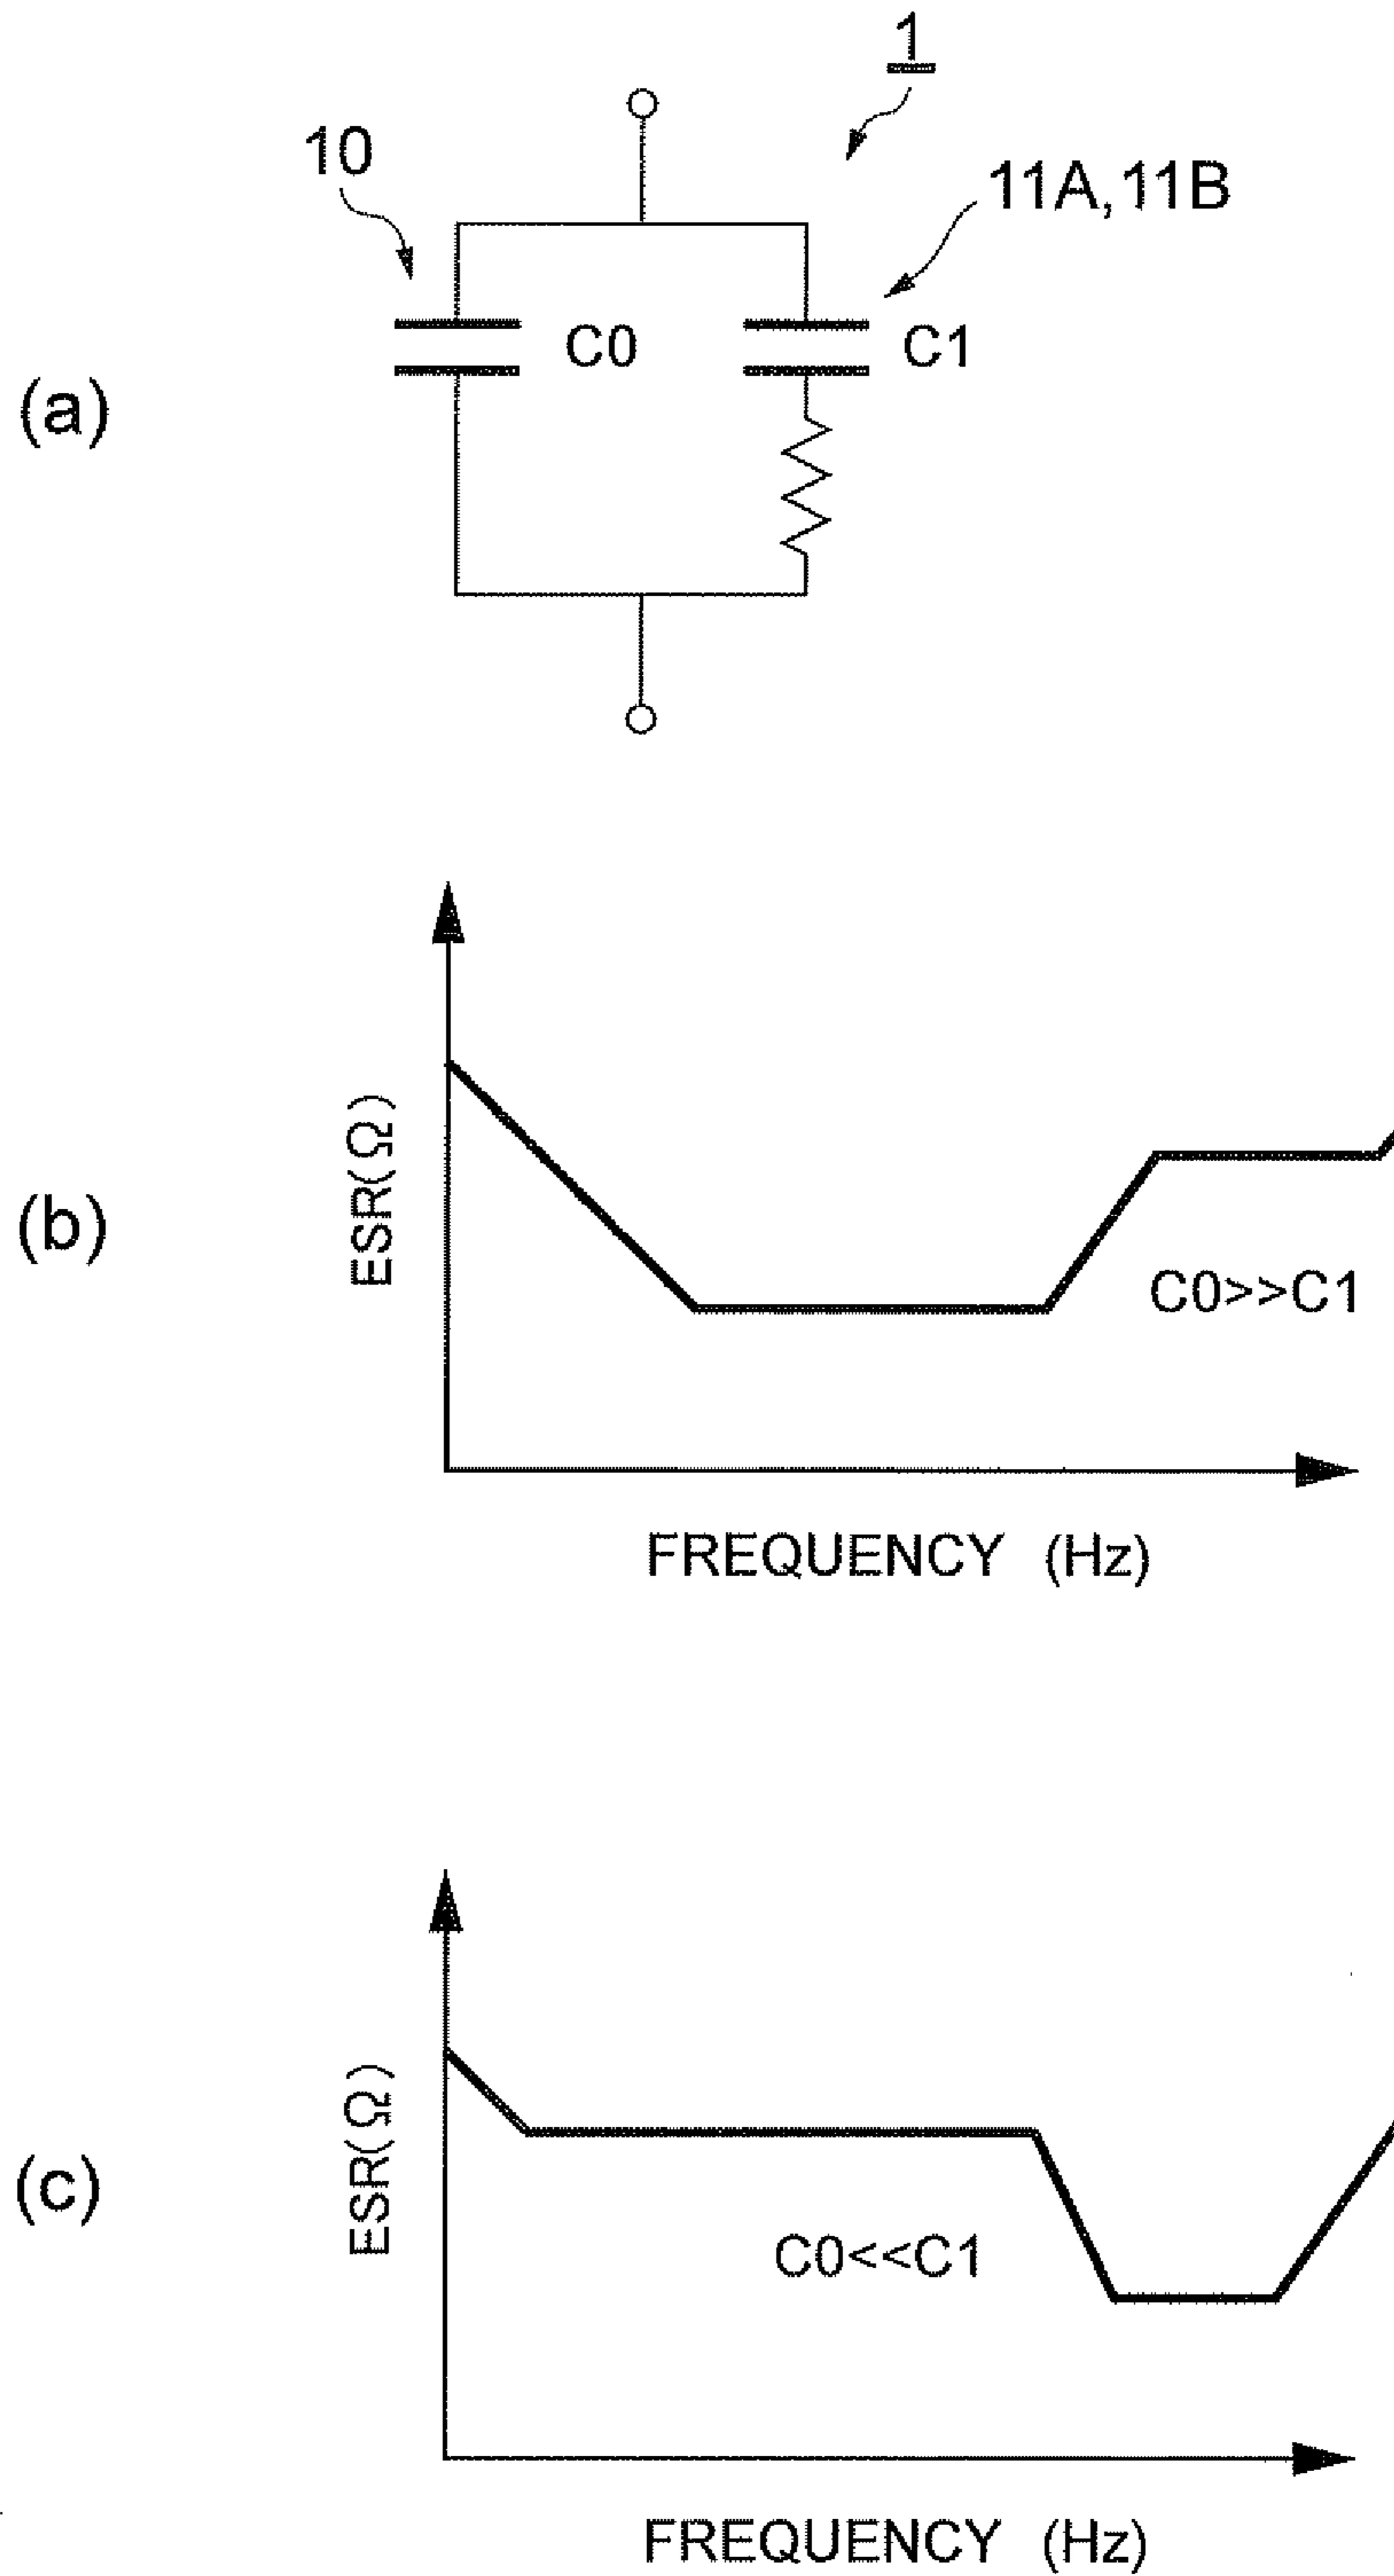 1
10
11A,11B
C0
C1
(a)
ESR(Ω)
(b)
C0>>C1
FREQUENCY (Hz)
ESR(Ω)
(c)
C0<<C1
FREQUENCY (Hz)